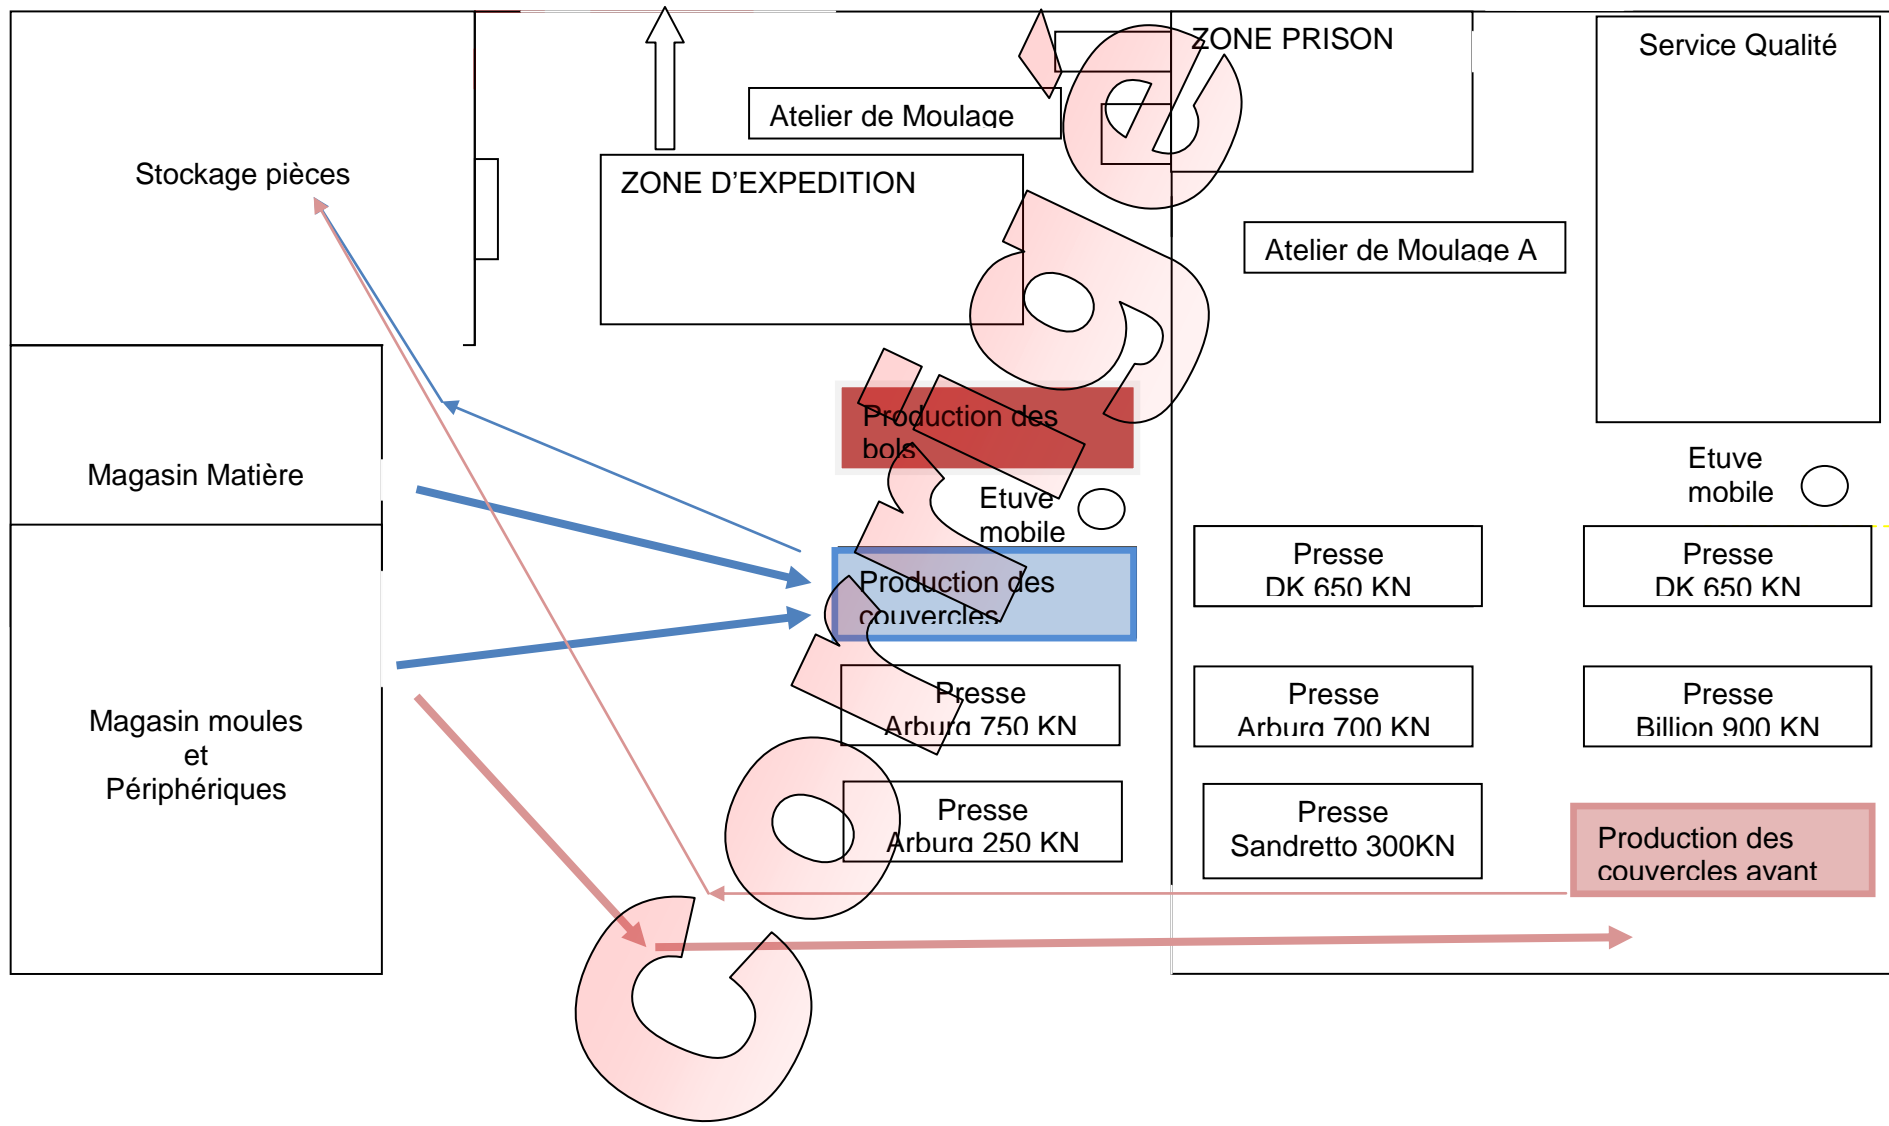 ZONE PRISON
Service Qualité
Atelier de Moulage
Stockage pièces
ZONE D'EXPEDITION
Atelier de Moulage A
Production des
bols
Magasin Matière
Etuve
mobile
Etuve
mobile
Production des
couvercles
Presse
DK 650 KN
Presse
DK 650 KN
Presse
Arburg 750 KN
Presse
Arburg 700 KN
Presse
Billion 900 KN
Magasin moules
et
Périphériques
Presse
Arburg 250 KN
Presse
Sandretto 300KN
Production des
couvercles avant
Corrigé